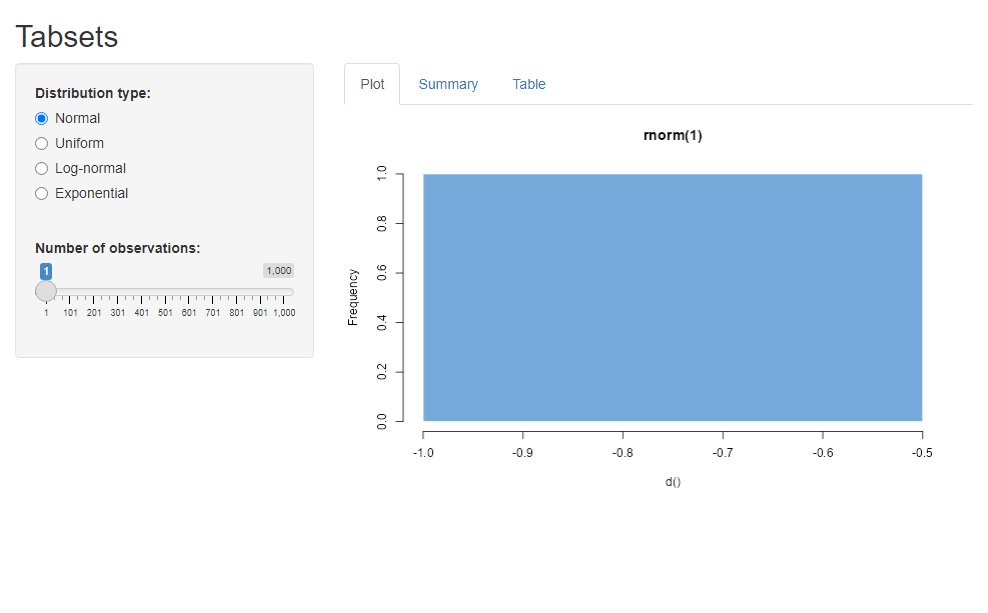 Tabsets
Distribution type:
Normal
Uniform
Log-normal
Exponential
Number of observations:
1 1,000
1 101 201 301 401 501 601 701 801 901 1,000
Plot Summary Table
rnorm(1)
Frequency
1.0
0.8
0.6
0.4
0.2
0.0
-1.0 -0.9 -0.8 -0.7 -0.6 -0.5
d()